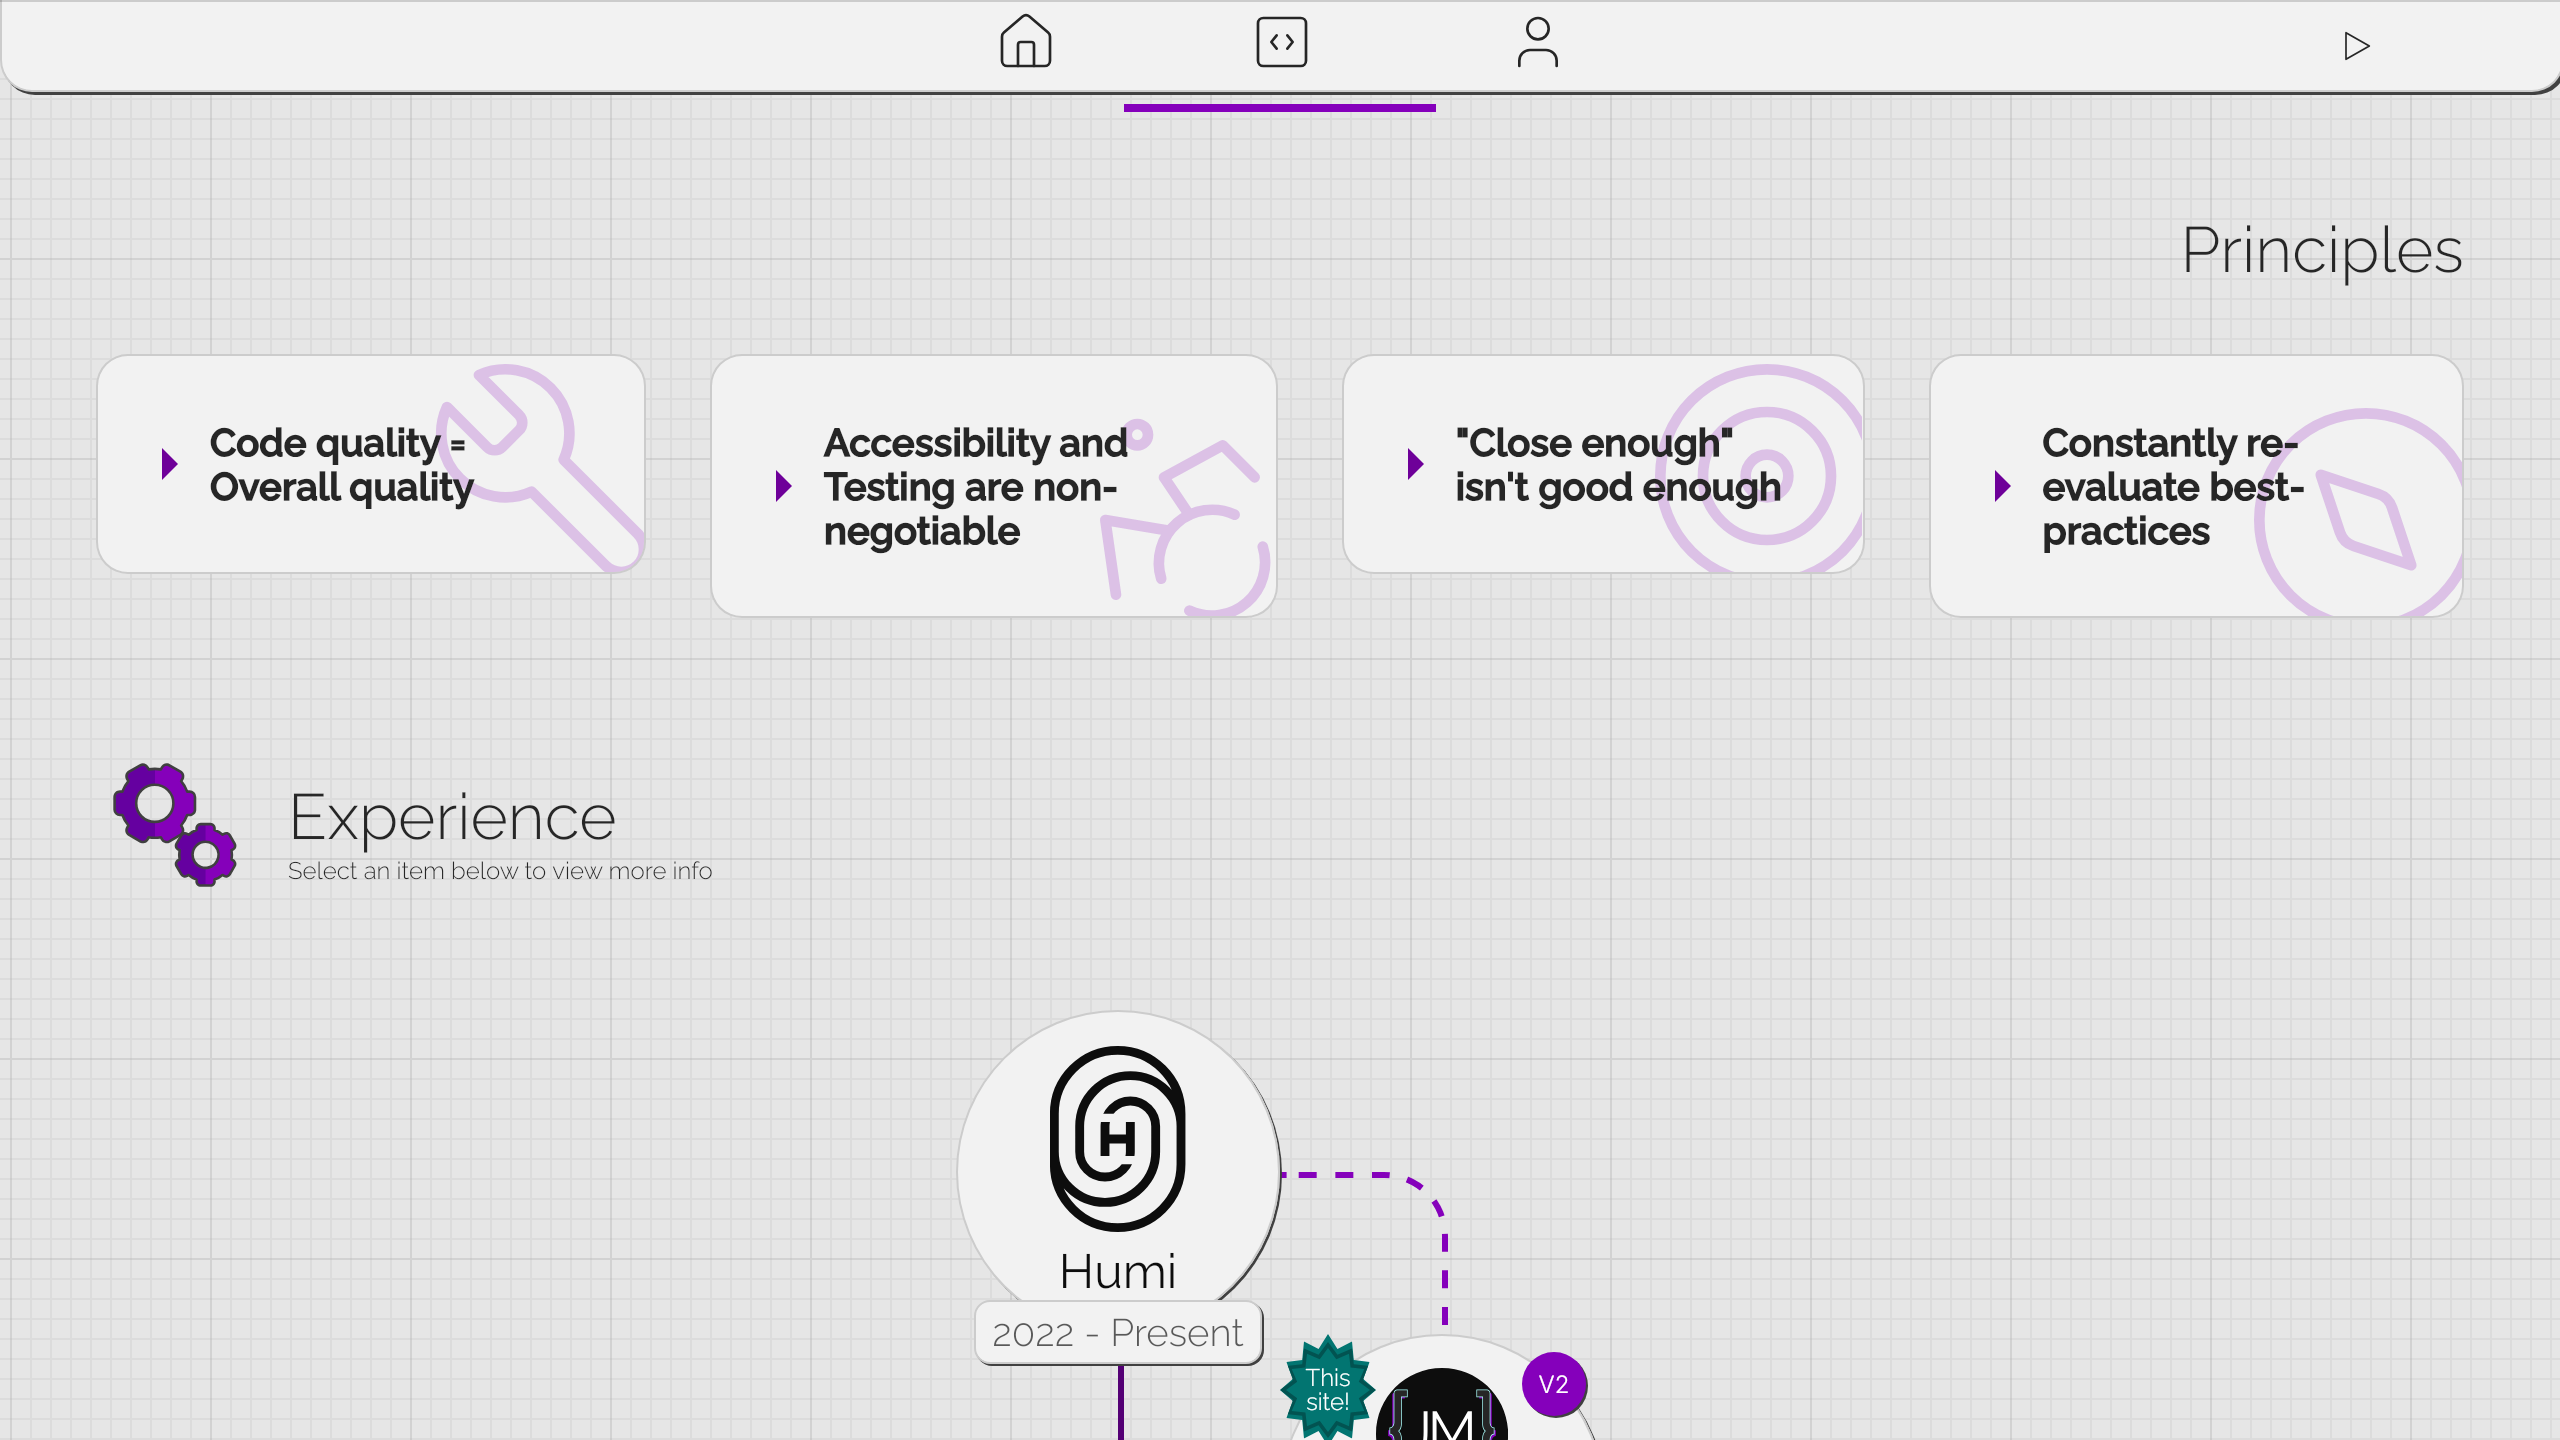 Principles
Code quality =
Overall quality
Accessibility and
Testing are non-
negotiable
"Close enough"
isn't good enough
Constantly re-
evaluate best-
practices
Experience
Select an item below to view more info
H
Humi
2022 - Present
This
site!
{ JM }
V2